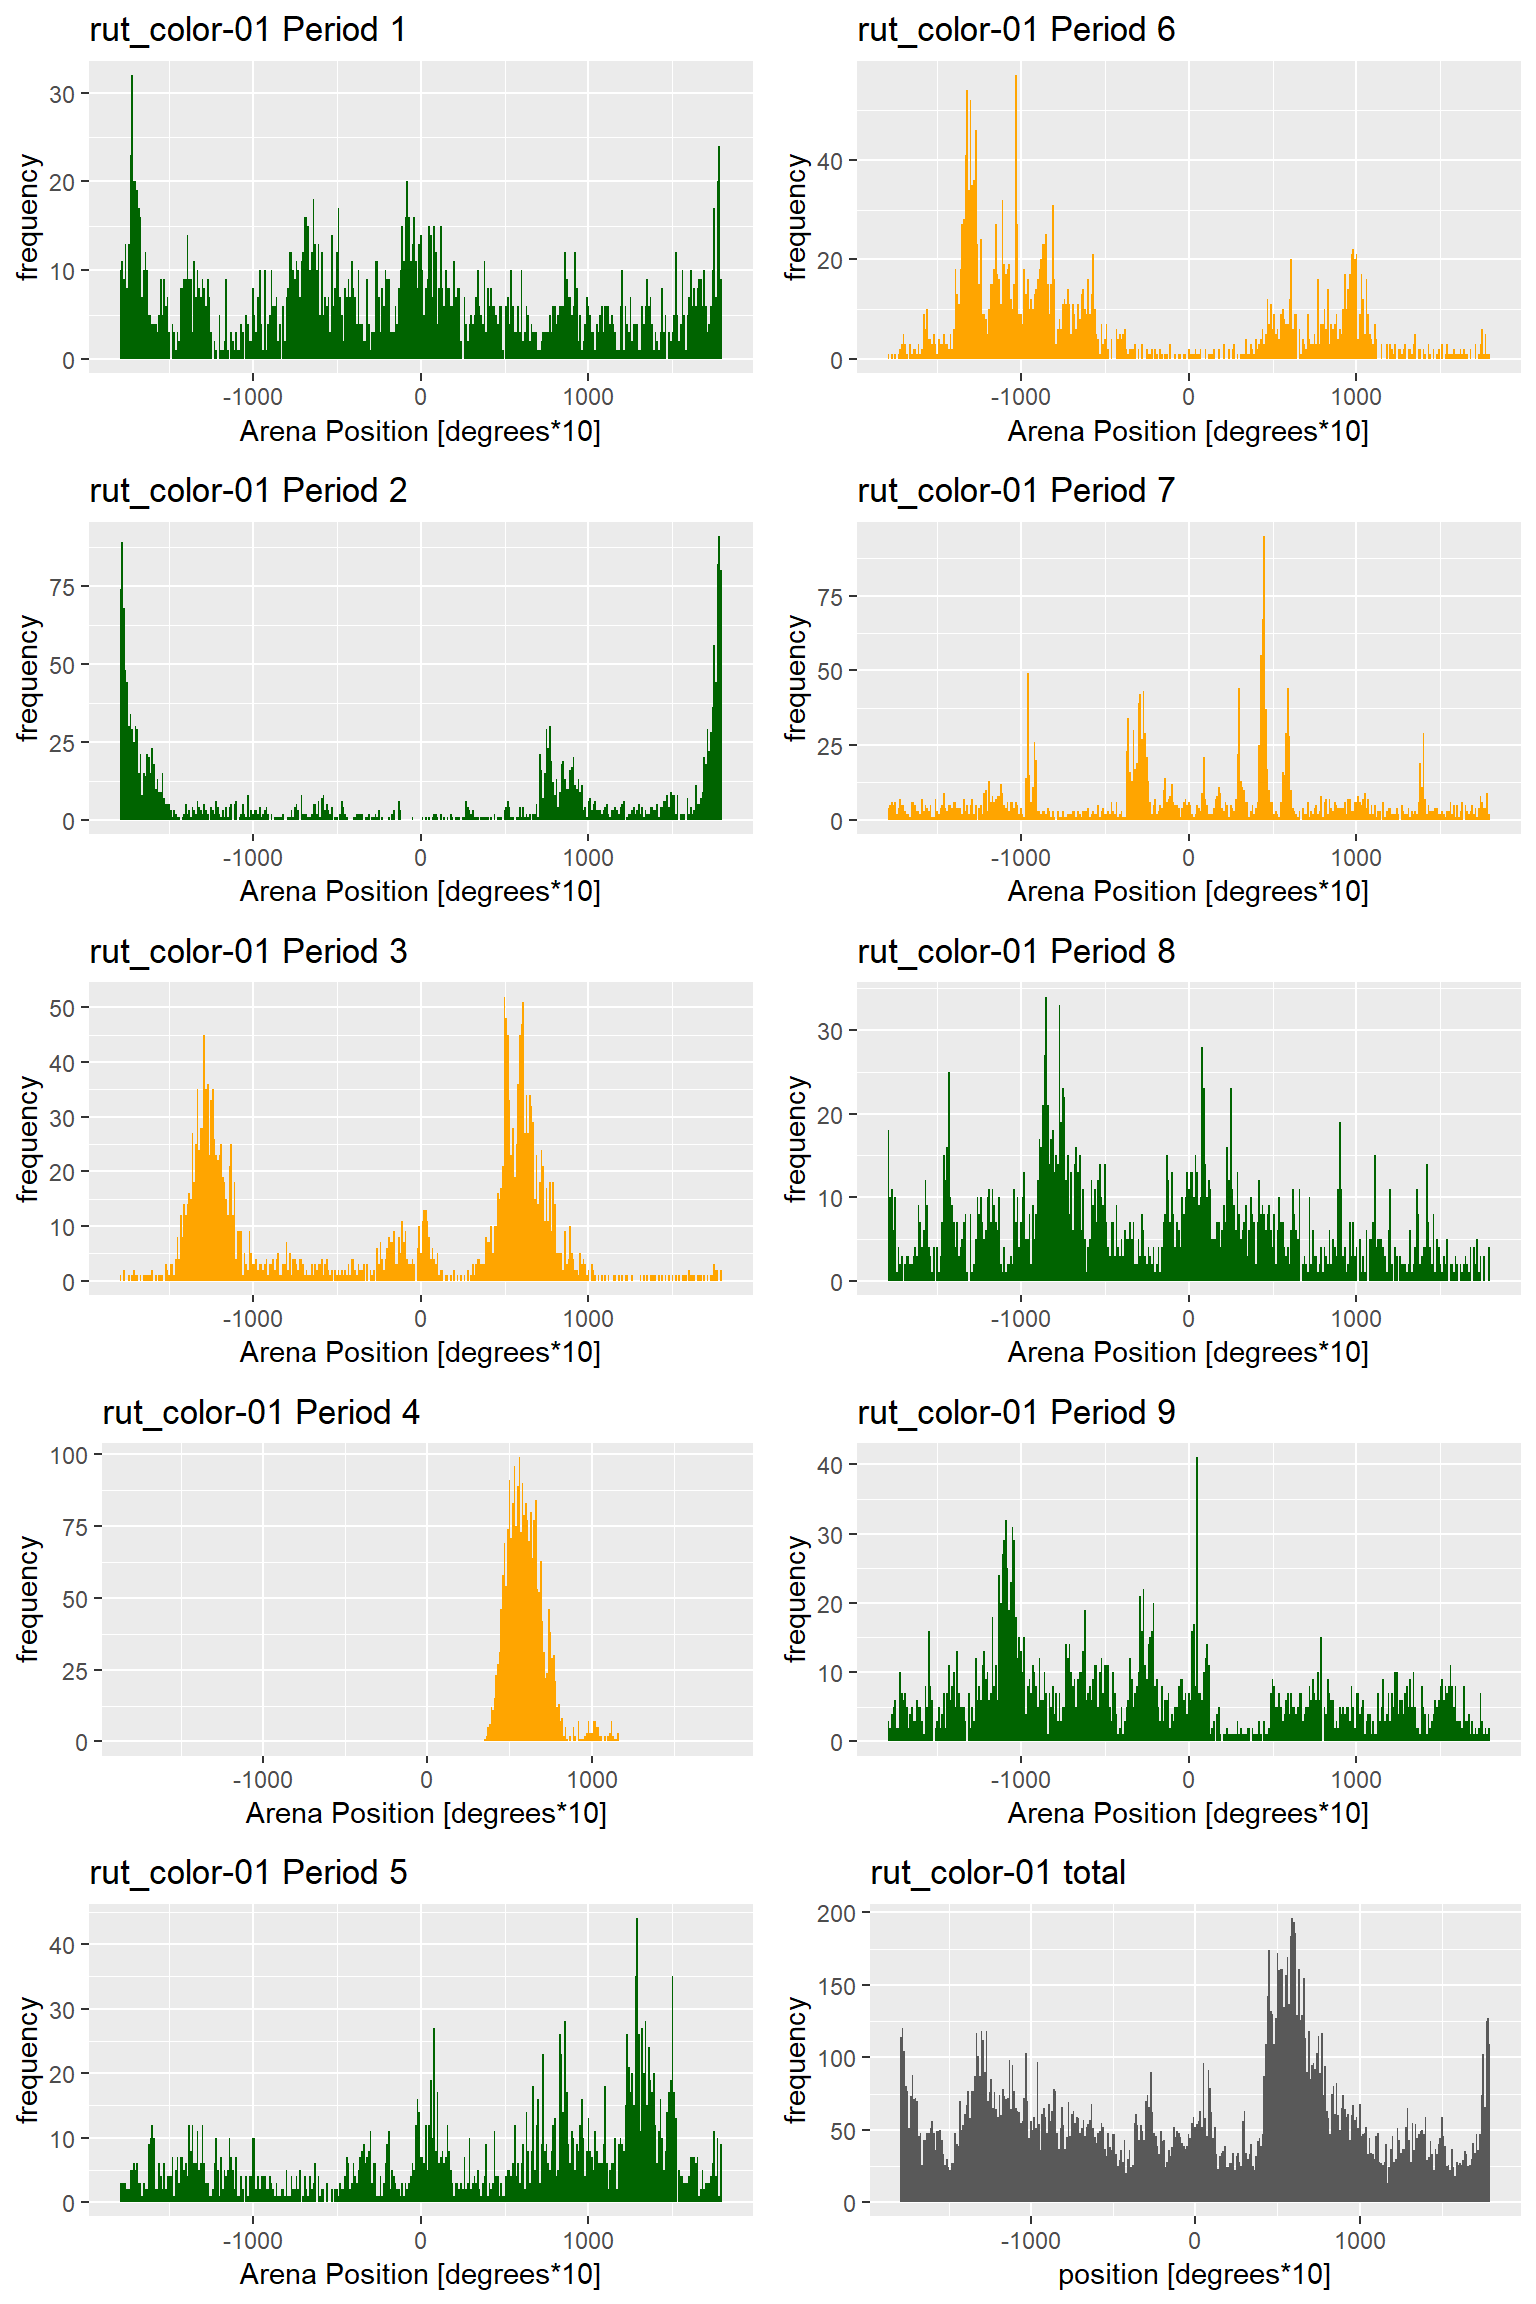 rut_color-01 Period 1
frequency
30
20
10
0
-1000 0 1000
Arena Position [degrees*10]
rut_color-01 Period 6
frequency
40
20
0
-1000 0 1000
Arena Position [degrees*10]
rut_color-01 Period 2
frequency
75
50
25
0
-1000 0 1000
Arena Position [degrees*10]
rut_color-01 Period 7
frequency
75
50
25
0
-1000 0 1000
Arena Position [degrees*10]
rut_color-01 Period 3
frequency
50
40
30
20
10
0
-1000 0 1000
Arena Position [degrees*10]
rut_color-01 Period 8
frequency
30
20
10
0
-1000 0 1000
Arena Position [degrees*10]
rut_color-01 Period 4
frequency
100
75
50
25
0
-1000 0 1000
Arena Position [degrees*10]
rut_color-01 Period 9
frequency
40
30
20
10
0
-1000 0 1000
Arena Position [degrees*10]
rut_color-01 Period 5
frequency
40
30
20
10
0
-1000 0 1000
Arena Position [degrees*10]
rut_color-01 total
frequency
200
150
100
50
0
-1000 0 1000
position [degrees*10]